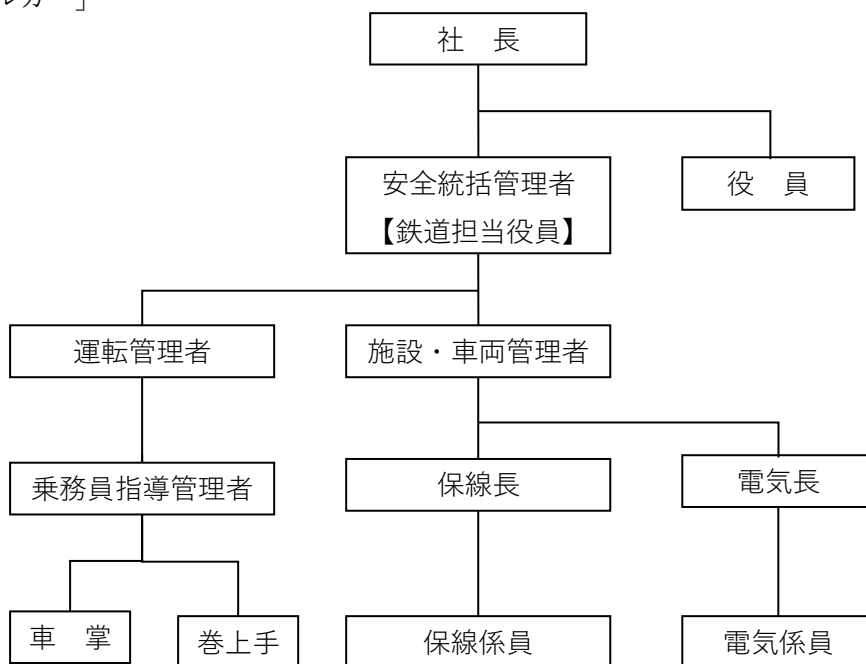 社　長
安全統括管理者
【鉄道担当役員】
役　員
運転管理者
施設・車両管理者
乗務員指導管理者
保線長
電気長
車　掌
巻上手
保線係員
電気係員